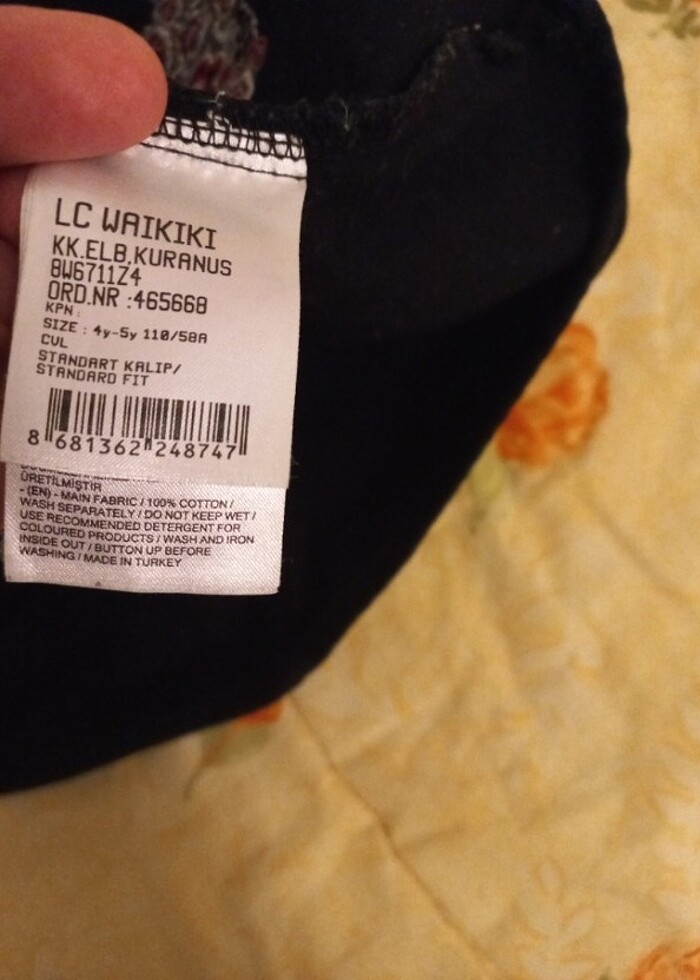 LC WAIKIKI
KK.ELB.KURANUS
8W6711Z4
ORD.NR :465668
KPN :
SIZE : 4y-5y 110/58A
CUL
STANDART KALIP/
STANDARD FIT
8 681362 248747
ÜRETİLMİŞTİR
- (EN) - MAIN FABRIC / 100% COTTON /
WASH SEPARATELY / DO NOT KEEP WET /
USE RECOMMENDED DETERGENT FOR
COLOURED PRODUCTS / WASH AND IRON
INSIDE OUT / BUTTON UP BEFORE
WASHING / MADE IN TURKEY